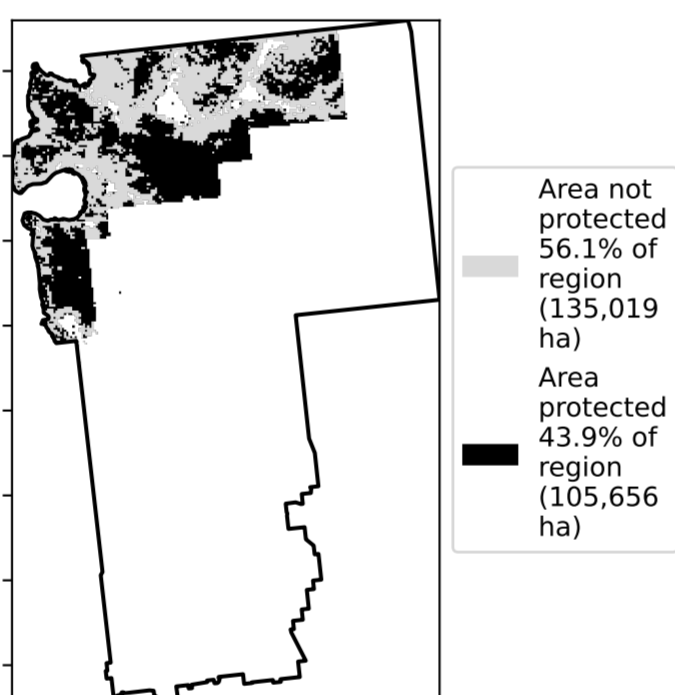 Area not
protected
56.1% of
region
(135,019
ha)
Area
protected
43.9% of
region
(105,656
ha)